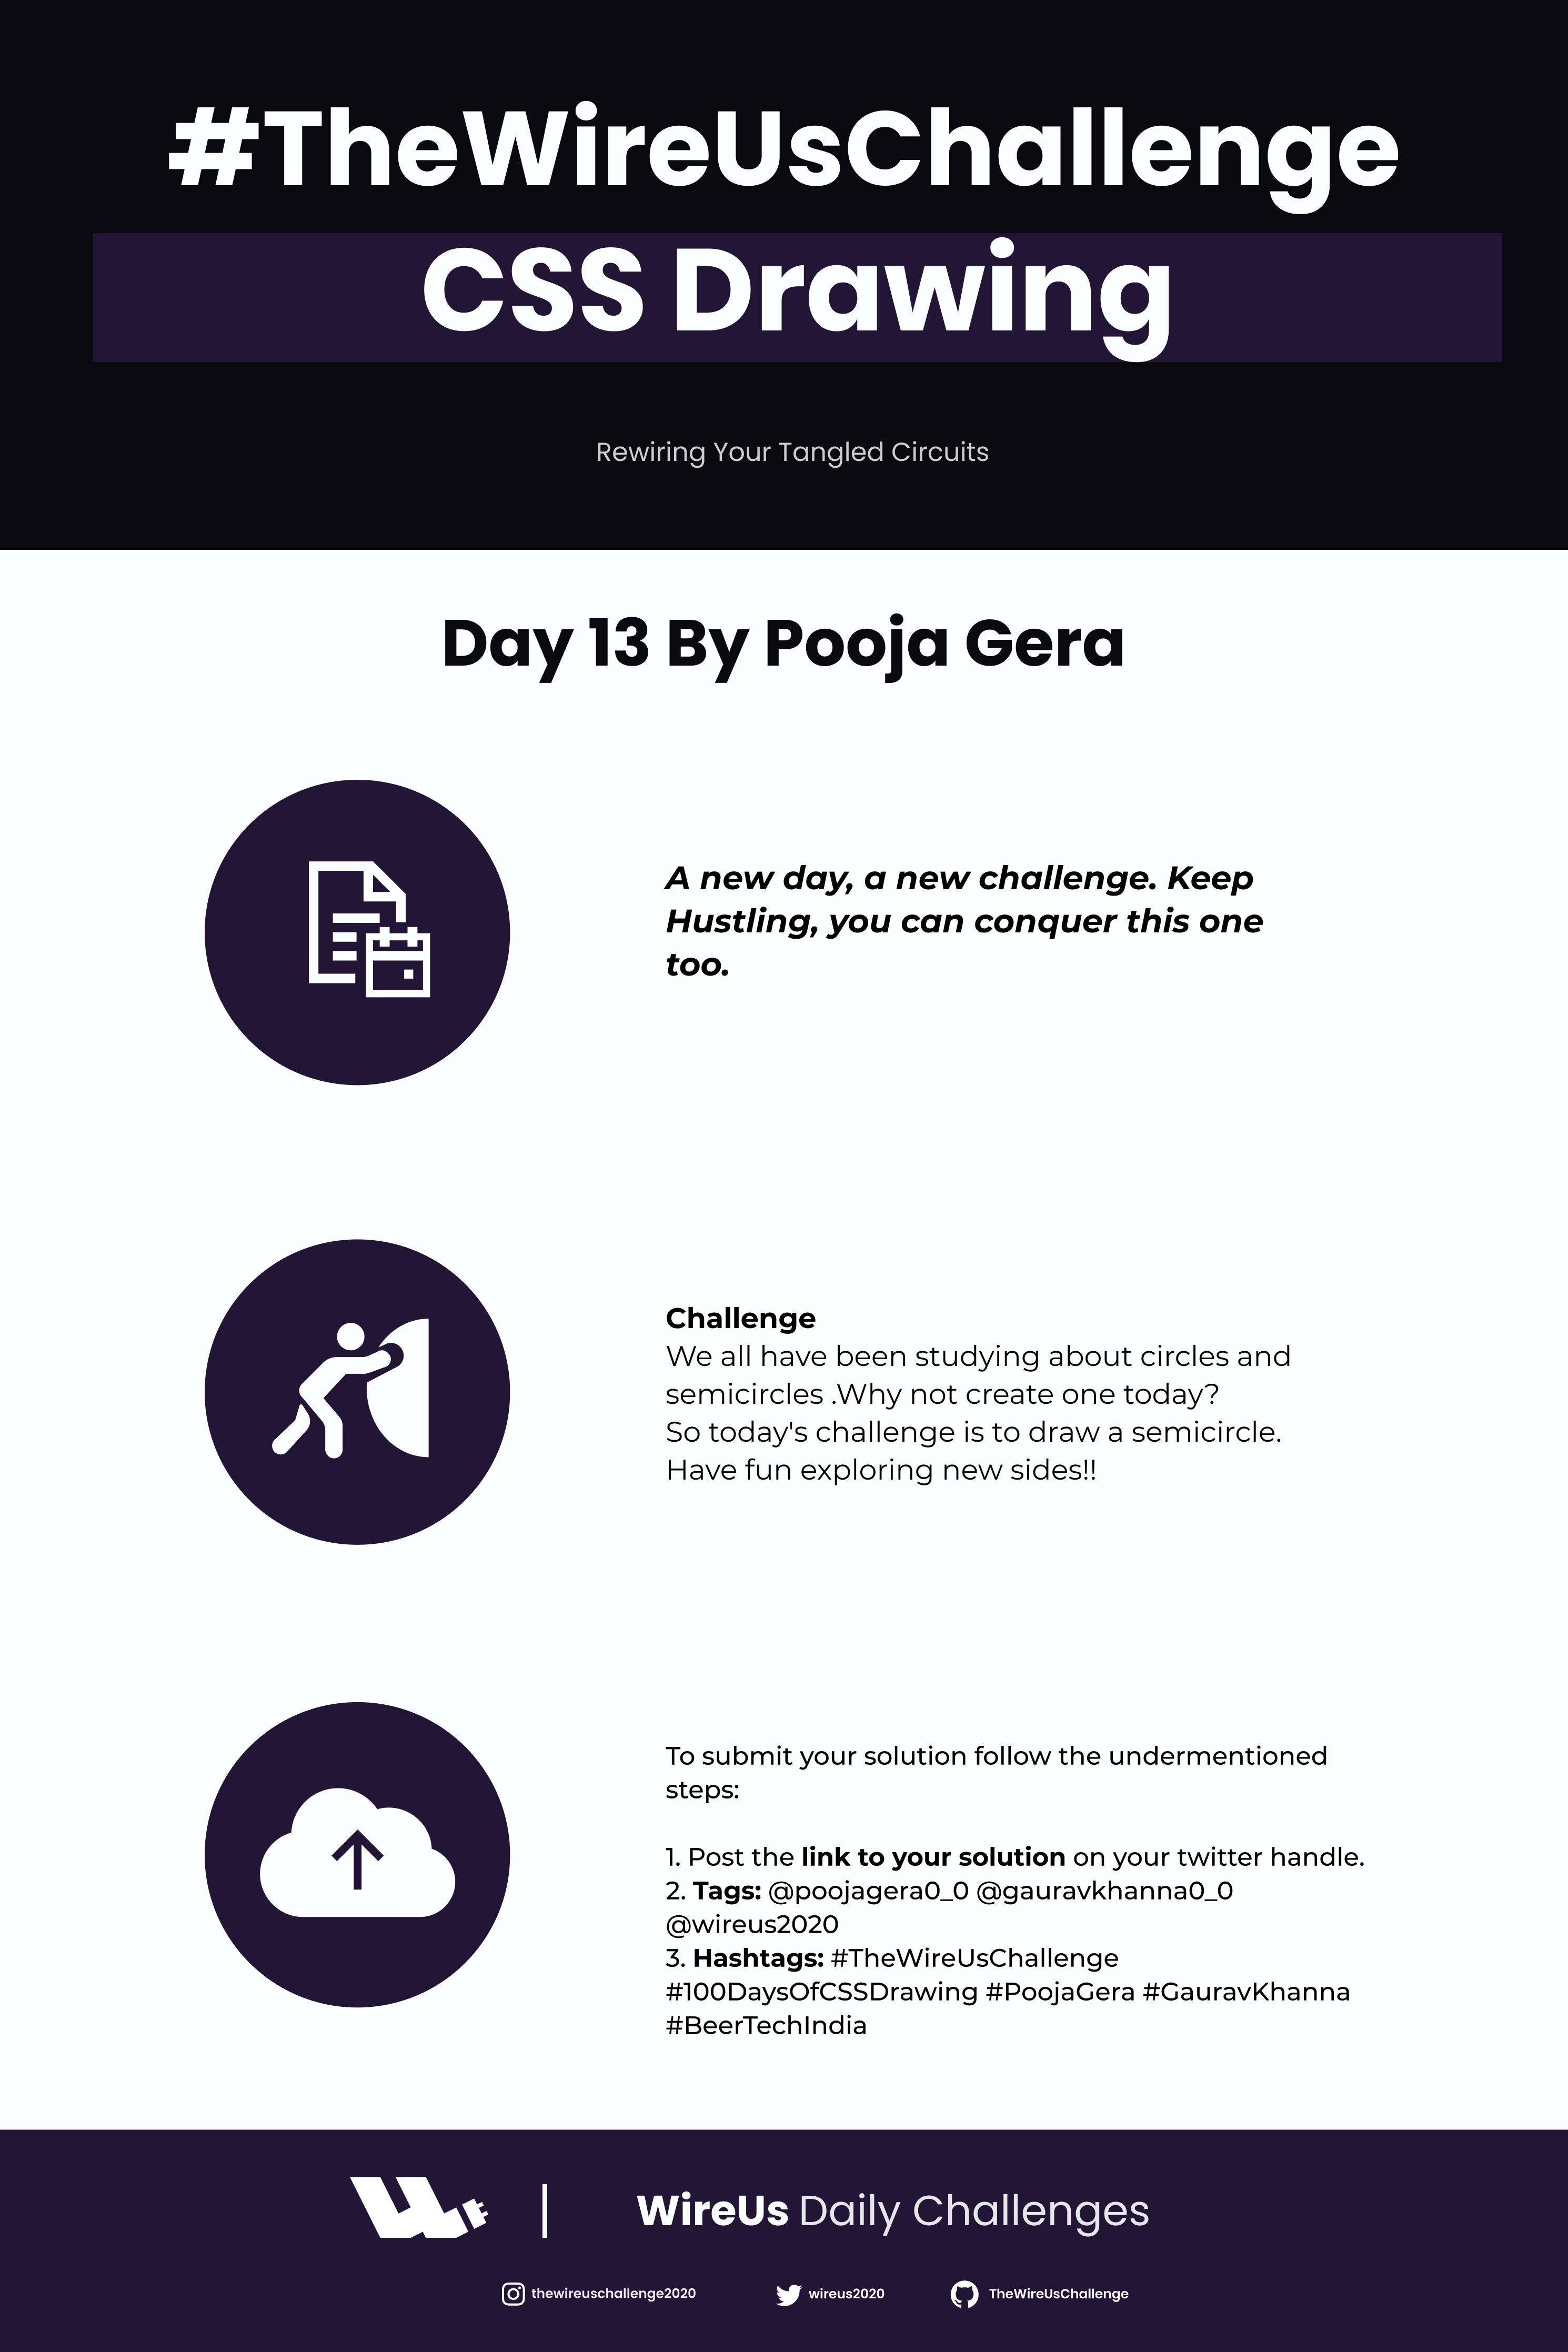 #TheWireUsChallenge
CSS Drawing
Rewiring Your Tangled Circuits
Day 13 By Pooja Gera
A new day, a new challenge. Keep
Hustling, you can conquer this one
too.
Challenge
We all have been studying about circles and
semicircles .Why not create one today?
So today's challenge is to draw a semicircle.
Have fun exploring new sides!!
To submit your solution follow the undermentioned
steps:
1. Post the link to your solution on your twitter handle.
2. Tags: @poojagera0_0 @gauravkhanna0_0
@wireus2020
3. Hashtags: #TheWireUsChallenge
#100DaysOfCSSDrawing #PoojaGera #GauravKhanna
#BeerTechIndia
WireUs Daily Challenges
thewireuschallenge2020 wireus2020 TheWireUsChallenge